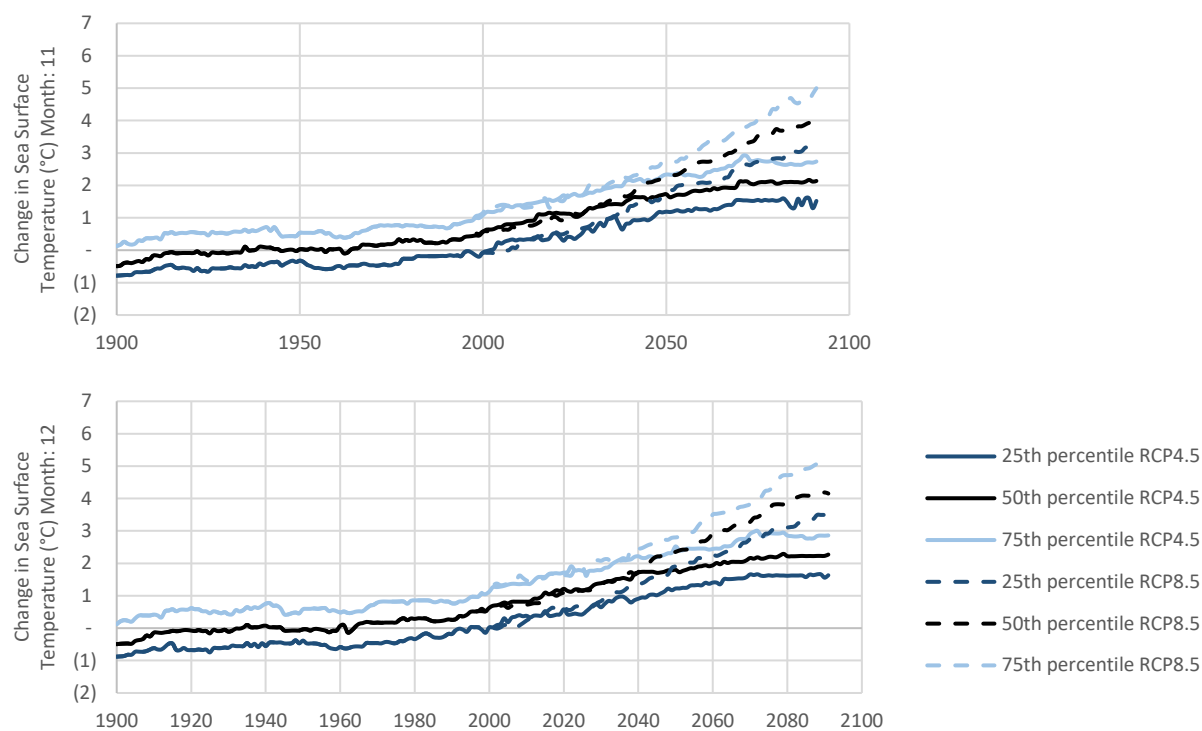 Change in Sea Surface
Temperature (°C) Month: 11
7
6
5
4
3
2
1
-
(1)
(2)
1900 1950 2000 2050 2100
Change in Sea Surface
Temperature (°C) Month: 12
7
6
5
4
3
2
1
-
(1)
(2)
1900 1920 1940 1960 1980 2000 2020 2040 2060 2080 2100
25th percentile RCP4.5
50th percentile RCP4.5
75th percentile RCP4.5
25th percentile RCP8.5
50th percentile RCP8.5
75th percentile RCP8.5